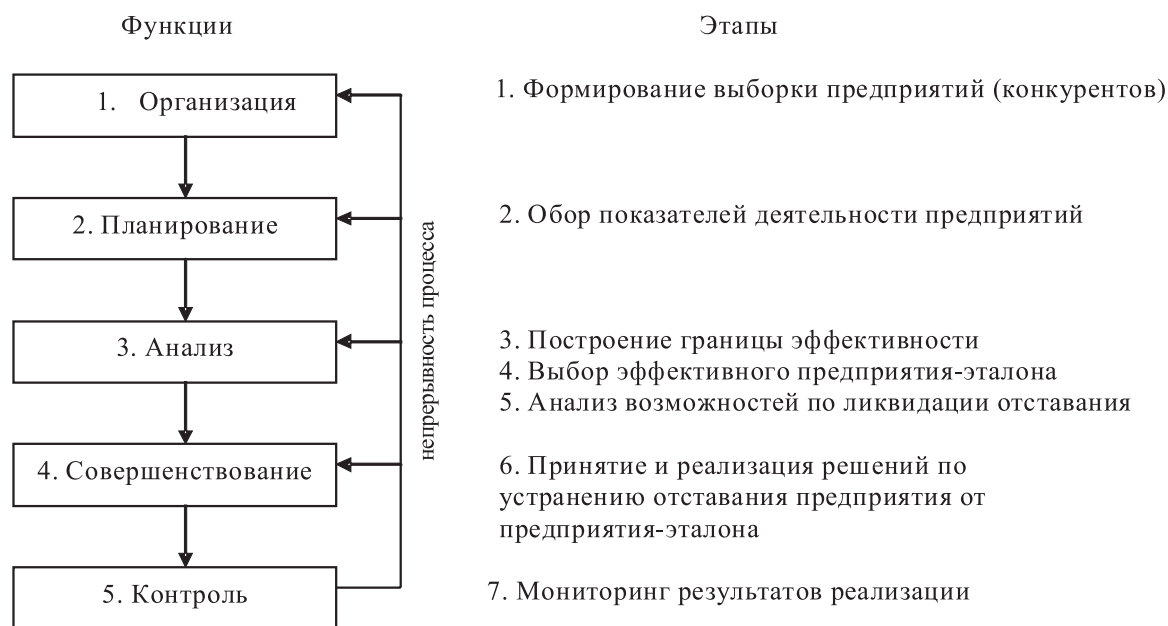 Функции
Этапы
1. Организация
1. Формирование выборки предприятий (конкурентов)
2. Планирование
2. Обор показателей деятельности предприятий
непрерывность процесса
3. Анализ
3. Построение границы эффективности
4. Выбор эффективного предприятия-эталона
5. Анализ возможностей по ликвидации отставания
4. Совершенствование
6. Принятие и реализация решений по
устранению отставания предприятия от
предприятия-эталона
5. Контроль
7. Мониторинг результатов реализации